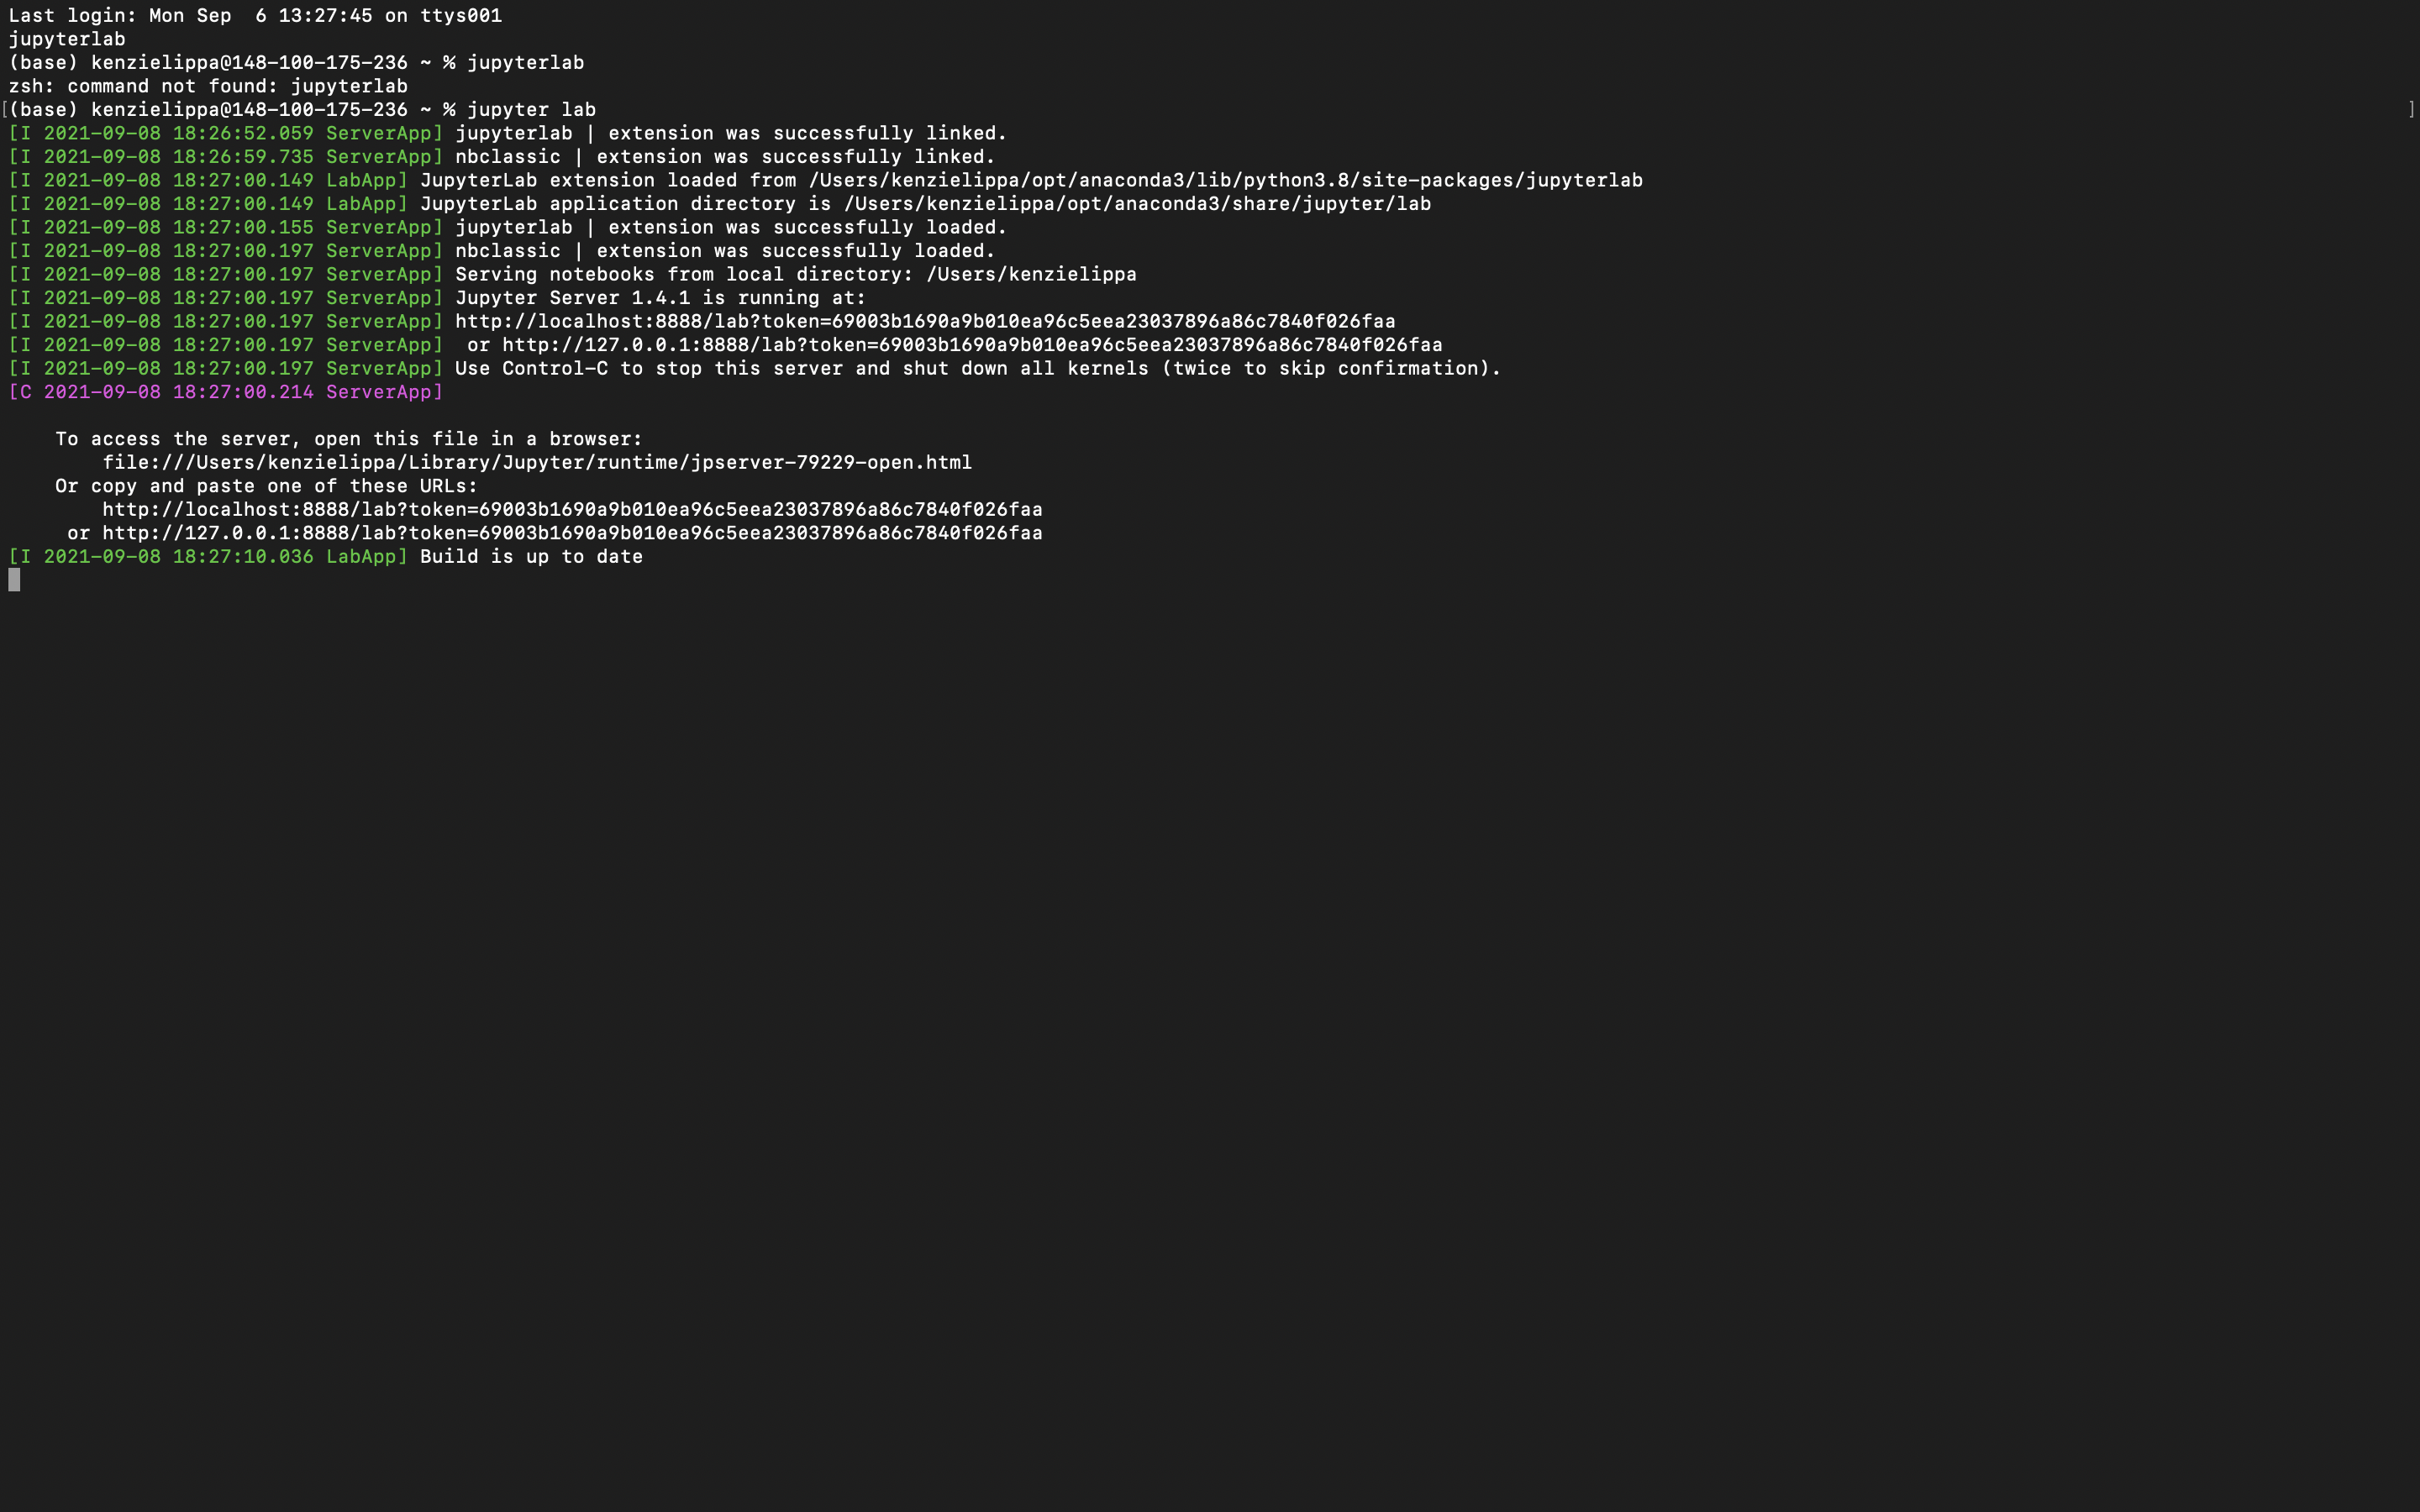 Last login: Mon Sep  6 13:27:45 on ttys001
jupyterlab
(base) kenzielippa@148-100-175-236 ~ % jupyterlab
zsh: command not found: jupyterlab
[(base) kenzielippa@148-100-175-236 ~ % jupyter lab ]
[I 2021-09-08 18:26:52.059 ServerApp] jupyterlab | extension was successfully linked.
[I 2021-09-08 18:26:59.735 ServerApp] nbclassic | extension was successfully linked.
[I 2021-09-08 18:27:00.149 LabApp] JupyterLab extension loaded from /Users/kenzielippa/opt/anaconda3/lib/python3.8/site-packages/jupyterlab
[I 2021-09-08 18:27:00.149 LabApp] JupyterLab application directory is /Users/kenzielippa/opt/anaconda3/share/jupyter/lab
[I 2021-09-08 18:27:00.155 ServerApp] jupyterlab | extension was successfully loaded.
[I 2021-09-08 18:27:00.197 ServerApp] nbclassic | extension was successfully loaded.
[I 2021-09-08 18:27:00.197 ServerApp] Serving notebooks from local directory: /Users/kenzielippa
[I 2021-09-08 18:27:00.197 ServerApp] Jupyter Server 1.4.1 is running at:
[I 2021-09-08 18:27:00.197 ServerApp] http://localhost:8888/lab?token=69003b1690a9b010ea96c5eea23037896a86c7840f026faa
[I 2021-09-08 18:27:00.197 ServerApp]  or http://127.0.0.1:8888/lab?token=69003b1690a9b010ea96c5eea23037896a86c7840f026faa
[I 2021-09-08 18:27:00.197 ServerApp] Use Control-C to stop this server and shut down all kernels (twice to skip confirmation).
[C 2021-09-08 18:27:00.214 ServerApp]
    To access the server, open this file in a browser:
        file:///Users/kenzielippa/Library/Jupyter/runtime/jpserver-79229-open.html
    Or copy and paste one of these URLs:
        http://localhost:8888/lab?token=69003b1690a9b010ea96c5eea23037896a86c7840f026faa
     or http://127.0.0.1:8888/lab?token=69003b1690a9b010ea96c5eea23037896a86c7840f026faa
[I 2021-09-08 18:27:10.036 LabApp] Build is up to date